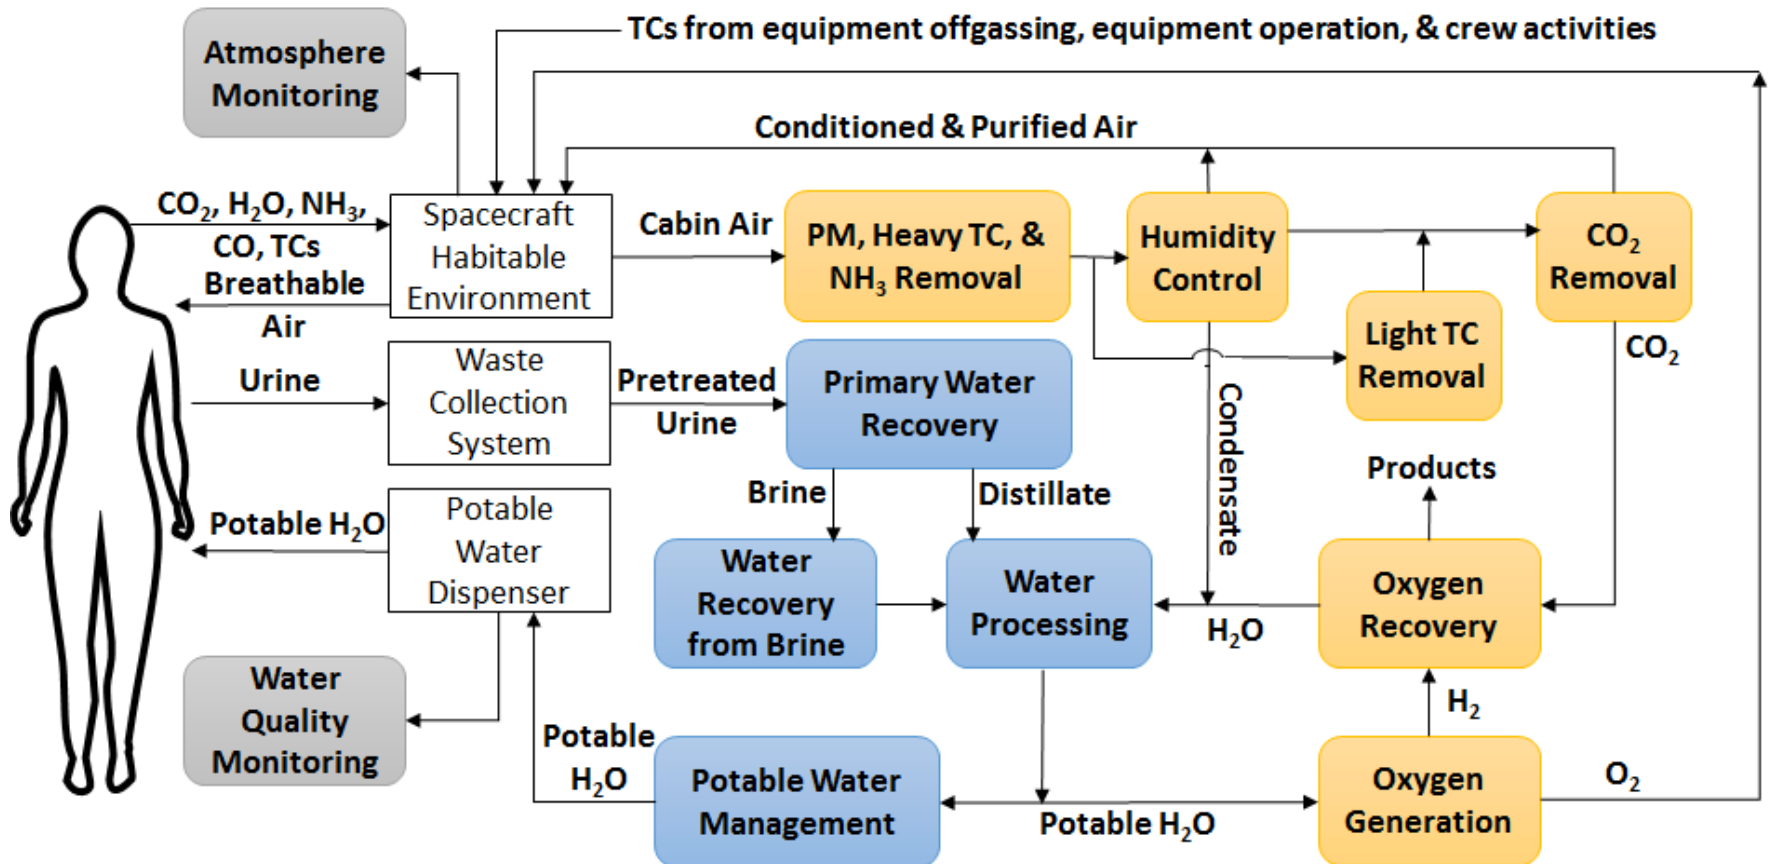 TCs from equipment offgassing, equipment operation, & crew activities
Atmosphere
Monitoring
Conditioned & Purified Air
CO₂, H₂O, NH₃,
CO, TCs
Breathable
Air
Spacecraft
Habitable
Environment
Cabin Air
PM, Heavy TC, &
NH₃ Removal
Humidity
Control
CO₂
Removal
Light TC
Removal
CO₂
Urine
Waste
Collection
System
Pretreated
Urine
Primary Water
Recovery
Condensate
Products
Brine
Distillate
Potable H₂O
Potable
Water
Dispenser
Water
Recovery
from Brine
Water
Processing
H₂O
Oxygen
Recovery
H₂
Water
Quality
Monitoring
Potable
H₂O
Potable Water
Management
Potable H₂O
Oxygen
Generation
O₂